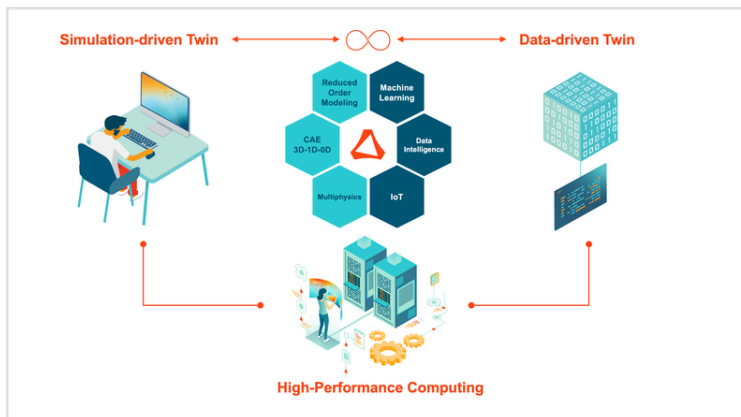 Simulation-driven Twin
Data-driven Twin
Reduced
Order
Modeling
Machine
Learning
CAE
3D-1D-0D
Data
Intelligence
Multiphysics
IoT
High-Performance Computing